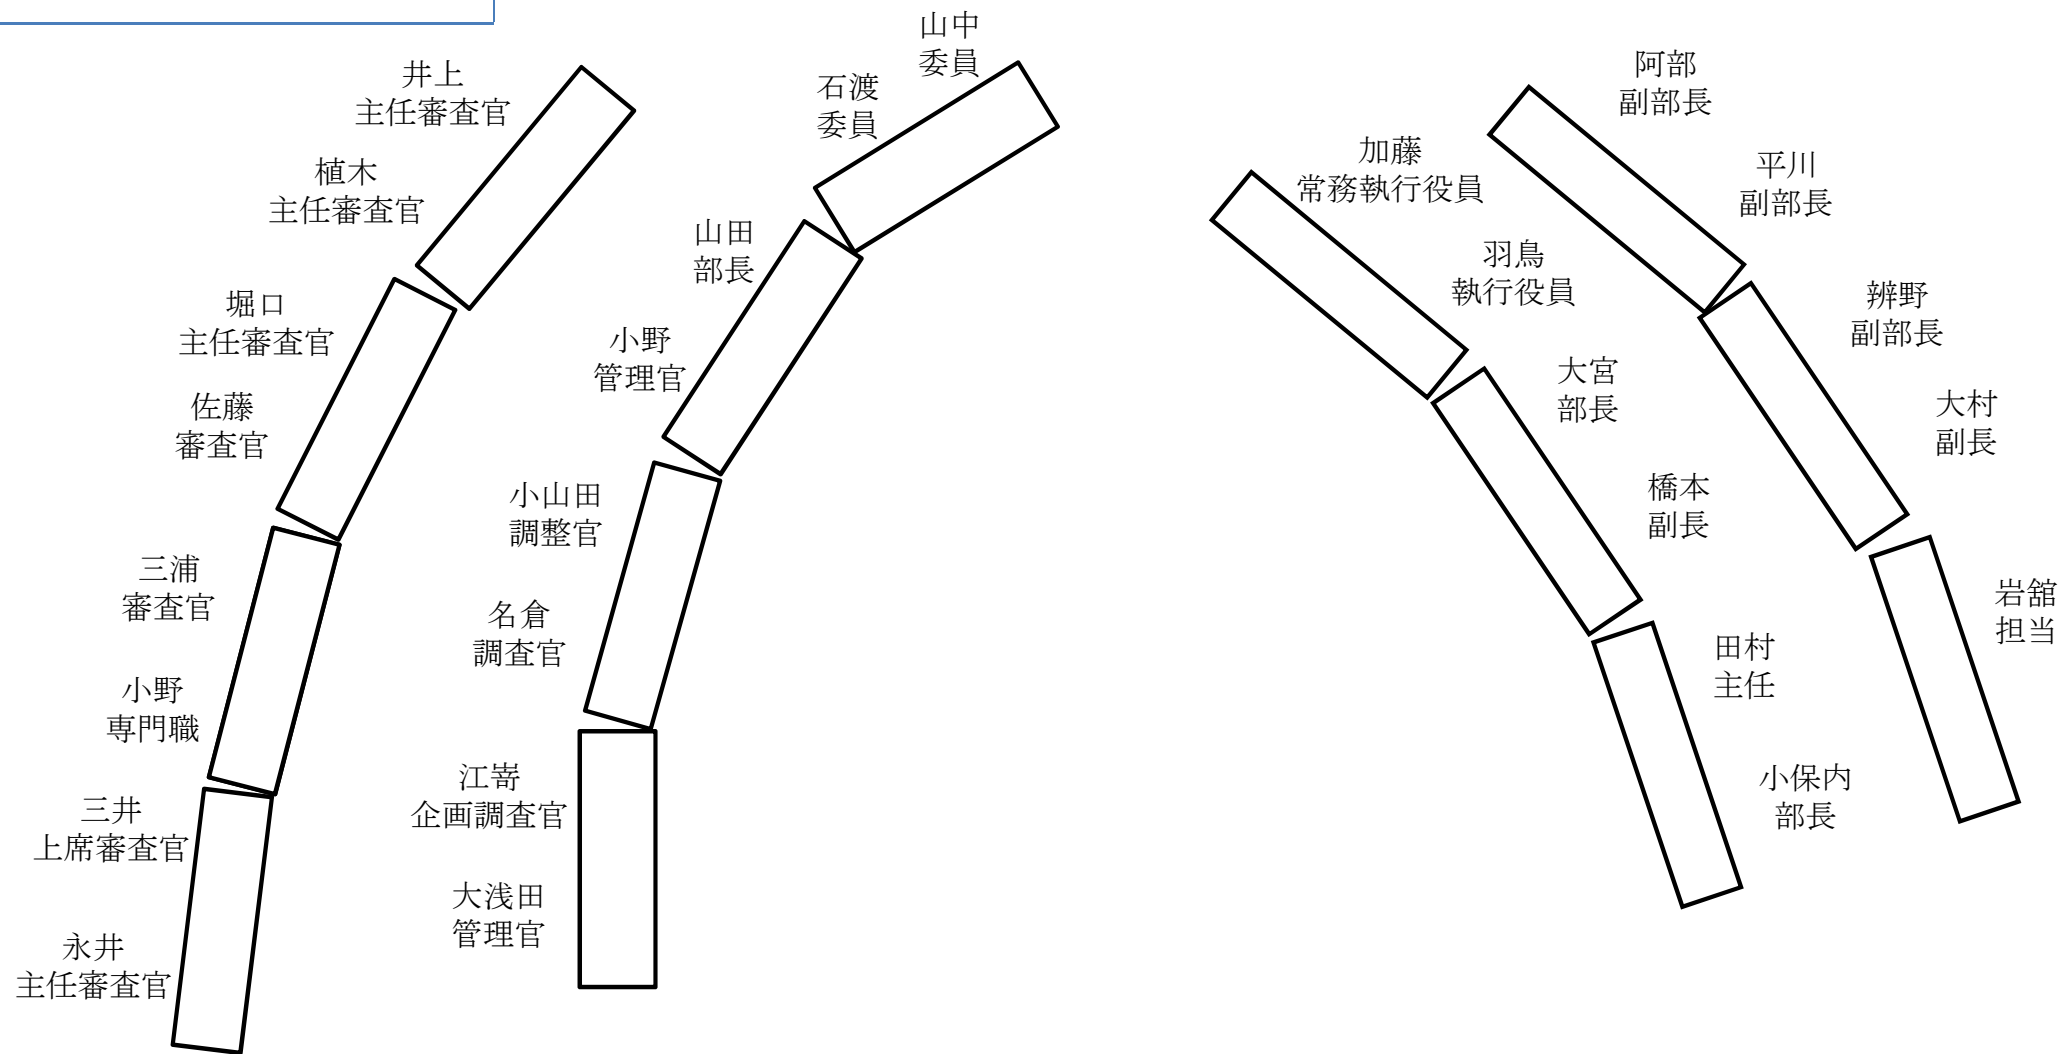 井上
主任審査官
植木
主任審査官
堀口
主任審査官
佐藤
審査官
三浦
審査官
小野
専門職
三井
上席審査官
永井
主任審査官
山中
委員
石渡
委員
山田
部長
小野
管理官
小山田
調整官
名倉
調査官
江嵜
企画調査官
大浅田
管理官
加藤
常務執行役員
羽鳥
執行役員
大宮
部長
橋本
副長
田村
主任
小保内
部長
阿部
副部長
平川
副部長
辨野
副部長
大村
副長
岩舘
担当